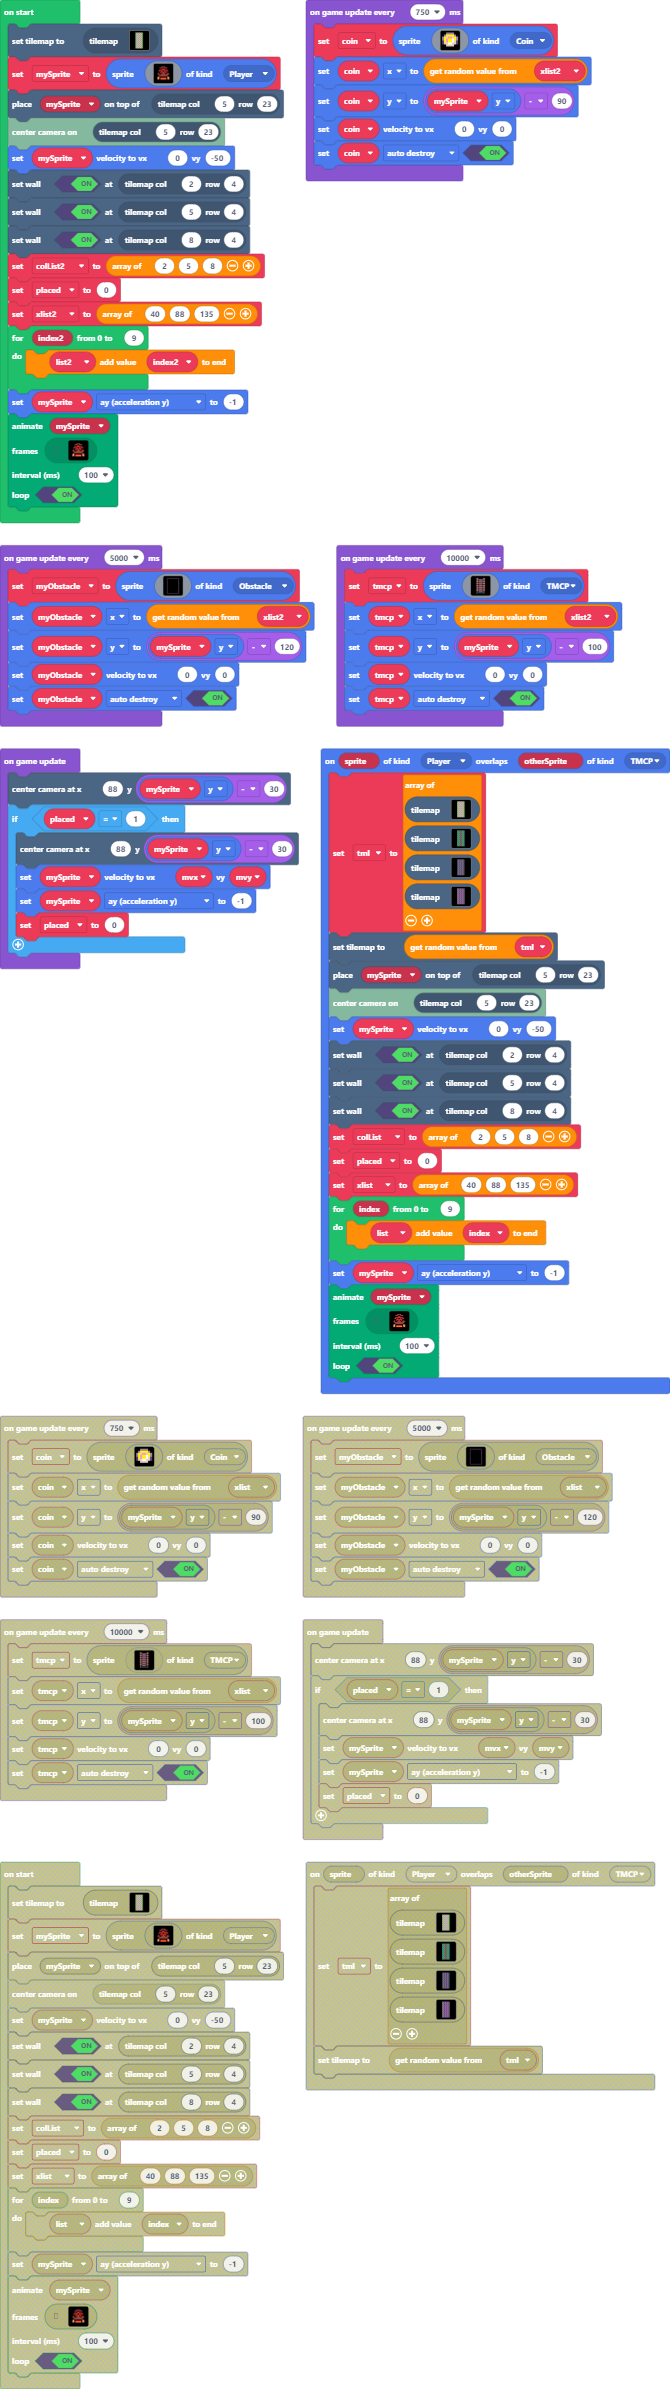 on start
set tilemap to tilemap
set mySprite to sprite of kind Player
place mySprite on top of tilemap col 5 row 23
center camera on tilemap col 5 row 23
set mySprite velocity to vx 0 vy -50
set wall ON at tilemap col 2 row 4
set wall ON at tilemap col 5 row 4
set wall ON at tilemap col 8 row 4
set colList2 to array of 2 5 8
set placed to 0
set xlist2 to array of 40 88 135
for index2 from 0 to 9
do list2 add value index2 to end
set mySprite ay (acceleration y) to -1
animate mySprite
frames
interval (ms) 100
loop ON
on game update every 750 ms
set coin to sprite of kind Coin
set coin x to get random value from xlist2
set coin y to mySprite y - 90
set coin velocity to vx 0 vy 0
set coin auto destroy ON
on game update every 5000 ms
set myObstacle to sprite of kind Obstacle
set myObstacle x to get random value from xlist2
set myObstacle y to mySprite y - 120
set myObstacle velocity to vx 0 vy 0
set myObstacle auto destroy ON
on game update every 10000 ms
set tmcp to sprite of kind TMCP
set tmcp x to get random value from xlist2
set tmcp y to mySprite y - 100
set tmcp velocity to vx 0 vy 0
set tmcp auto destroy ON
on game update
center camera at x 88 y mySprite y - 30
if placed = 1 then
center camera at x 88 y mySprite y - 30
set mySprite velocity to vx mvx vy mvy
set mySprite ay (acceleration y) to -1
set placed to 0
on sprite of kind Player overlaps otherSprite of kind TMCP
array of
tilemap
tilemap
set tml to
tilemap
tilemap
set tilemap to get random value from tml
place mySprite on top of tilemap col 5 row 23
center camera on tilemap col 5 row 23
set mySprite velocity to vx 0 vy -50
set wall ON at tilemap col 2 row 4
set wall ON at tilemap col 5 row 4
set wall ON at tilemap col 8 row 4
set colList to array of 2 5 8
set placed to 0
set xlist to array of 40 88 135
for index from 0 to 9
do list add value index to end
set mySprite ay (acceleration y) to -1
animate mySprite
frames
interval (ms) 100
loop ON
on game update every 750 ms
set coin to sprite of kind Coin
set coin x to get random value from xlist
set coin y to mySprite y - 90
set coin velocity to vx 0 vy 0
set coin auto destroy ON
on game update every 5000 ms
set myObstacle to sprite of kind Obstacle
set myObstacle x to get random value from xlist
set myObstacle y to mySprite y - 120
set myObstacle velocity to vx 0 vy 0
set myObstacle auto destroy ON
on game update every 10000 ms
set tmcp to sprite of kind TMCP
set tmcp x to get random value from xlist
set tmcp y to mySprite y - 100
set tmcp velocity to vx 0 vy 0
set tmcp auto destroy ON
on game update
center camera at x 88 y mySprite y - 30
if placed = 1 then
center camera at x 88 y mySprite y - 30
set mySprite velocity to vx mvx vy mvy
set mySprite ay (acceleration y) to -1
set placed to 0
on start
set tilemap to tilemap
set mySprite to sprite of kind Player
place mySprite on top of tilemap col 5 row 23
center camera on tilemap col 5 row 23
set mySprite velocity to vx 0 vy -50
set wall ON at tilemap col 2 row 4
set wall ON at tilemap col 5 row 4
set wall ON at tilemap col 8 row 4
set colList to array of 2 5 8
set placed to 0
set xlist to array of 40 88 135
for index from 0 to 9
do list add value index to end
set mySprite ay (acceleration y) to -1
animate mySprite
frames
interval (ms) 100
loop ON
on sprite of kind Player overlaps otherSprite of kind TMCP
array of
tilemap
tilemap
set tml to
tilemap
tilemap
set tilemap to get random value from tml